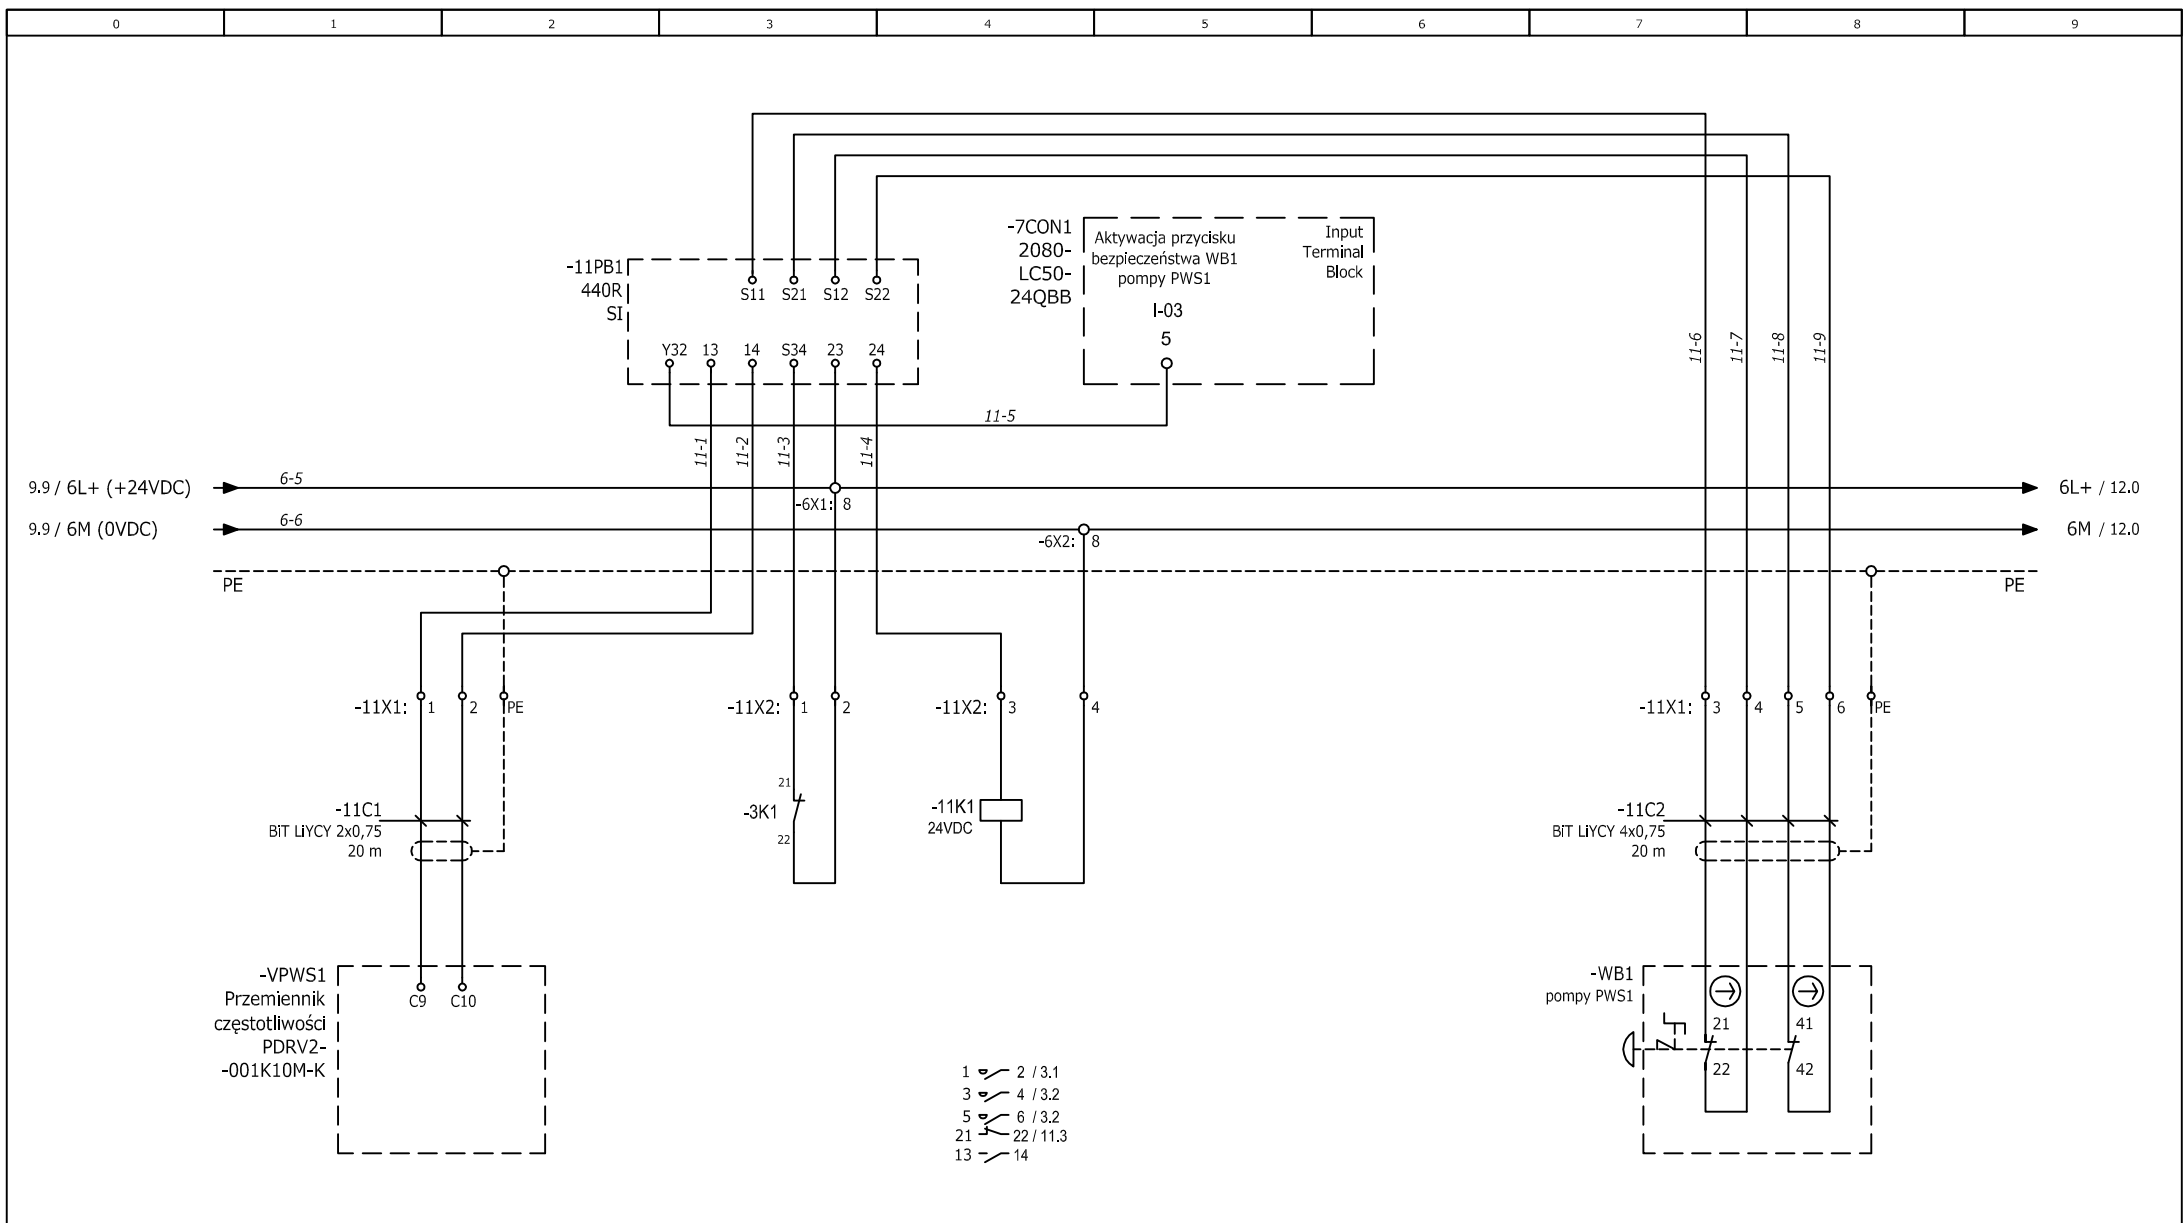 0 1 2 3 4 5 6 7 8 9
-11PB1
440R
SI
S11 S21 S12 S22
Y32 13 14 S34 23 24
-7CON1
2080-
LC50-
24QBB
Aktywacja przycisku
bezpieczeństwa WB1
pompy PWS1
Input
Terminal
Block
I-03
5
11-5
11-1
11-2
11-3
11-4
11-6
11-7
11-8
11-9
9.9 / 6L+ (+24VDC)
6-5
-6X1: 8
6L+ / 12.0
9.9 / 6M (0VDC)
6-6
-6X2: 8
6M / 12.0
PE
PE
-11X1: 1 2 PE
-11X2: 1 2
-11X2: 3 4
-11X1: 3 4 5 6 PE
-11C1
BiT LiYCY 2x0,75
20 m
21
-3K1
22
-11K1
24VDC
-11C2
BiT LiYCY 4x0,75
20 m
-VPWS1
Przemiennik
częstotliwości
PDRV2-
-001K10M-K
C9 C10
-WB1
pompy PWS1
21 41
22 42
1 2 / 3.1
3 4 / 3.2
5 6 / 3.2
21 22 / 11.3
13 14